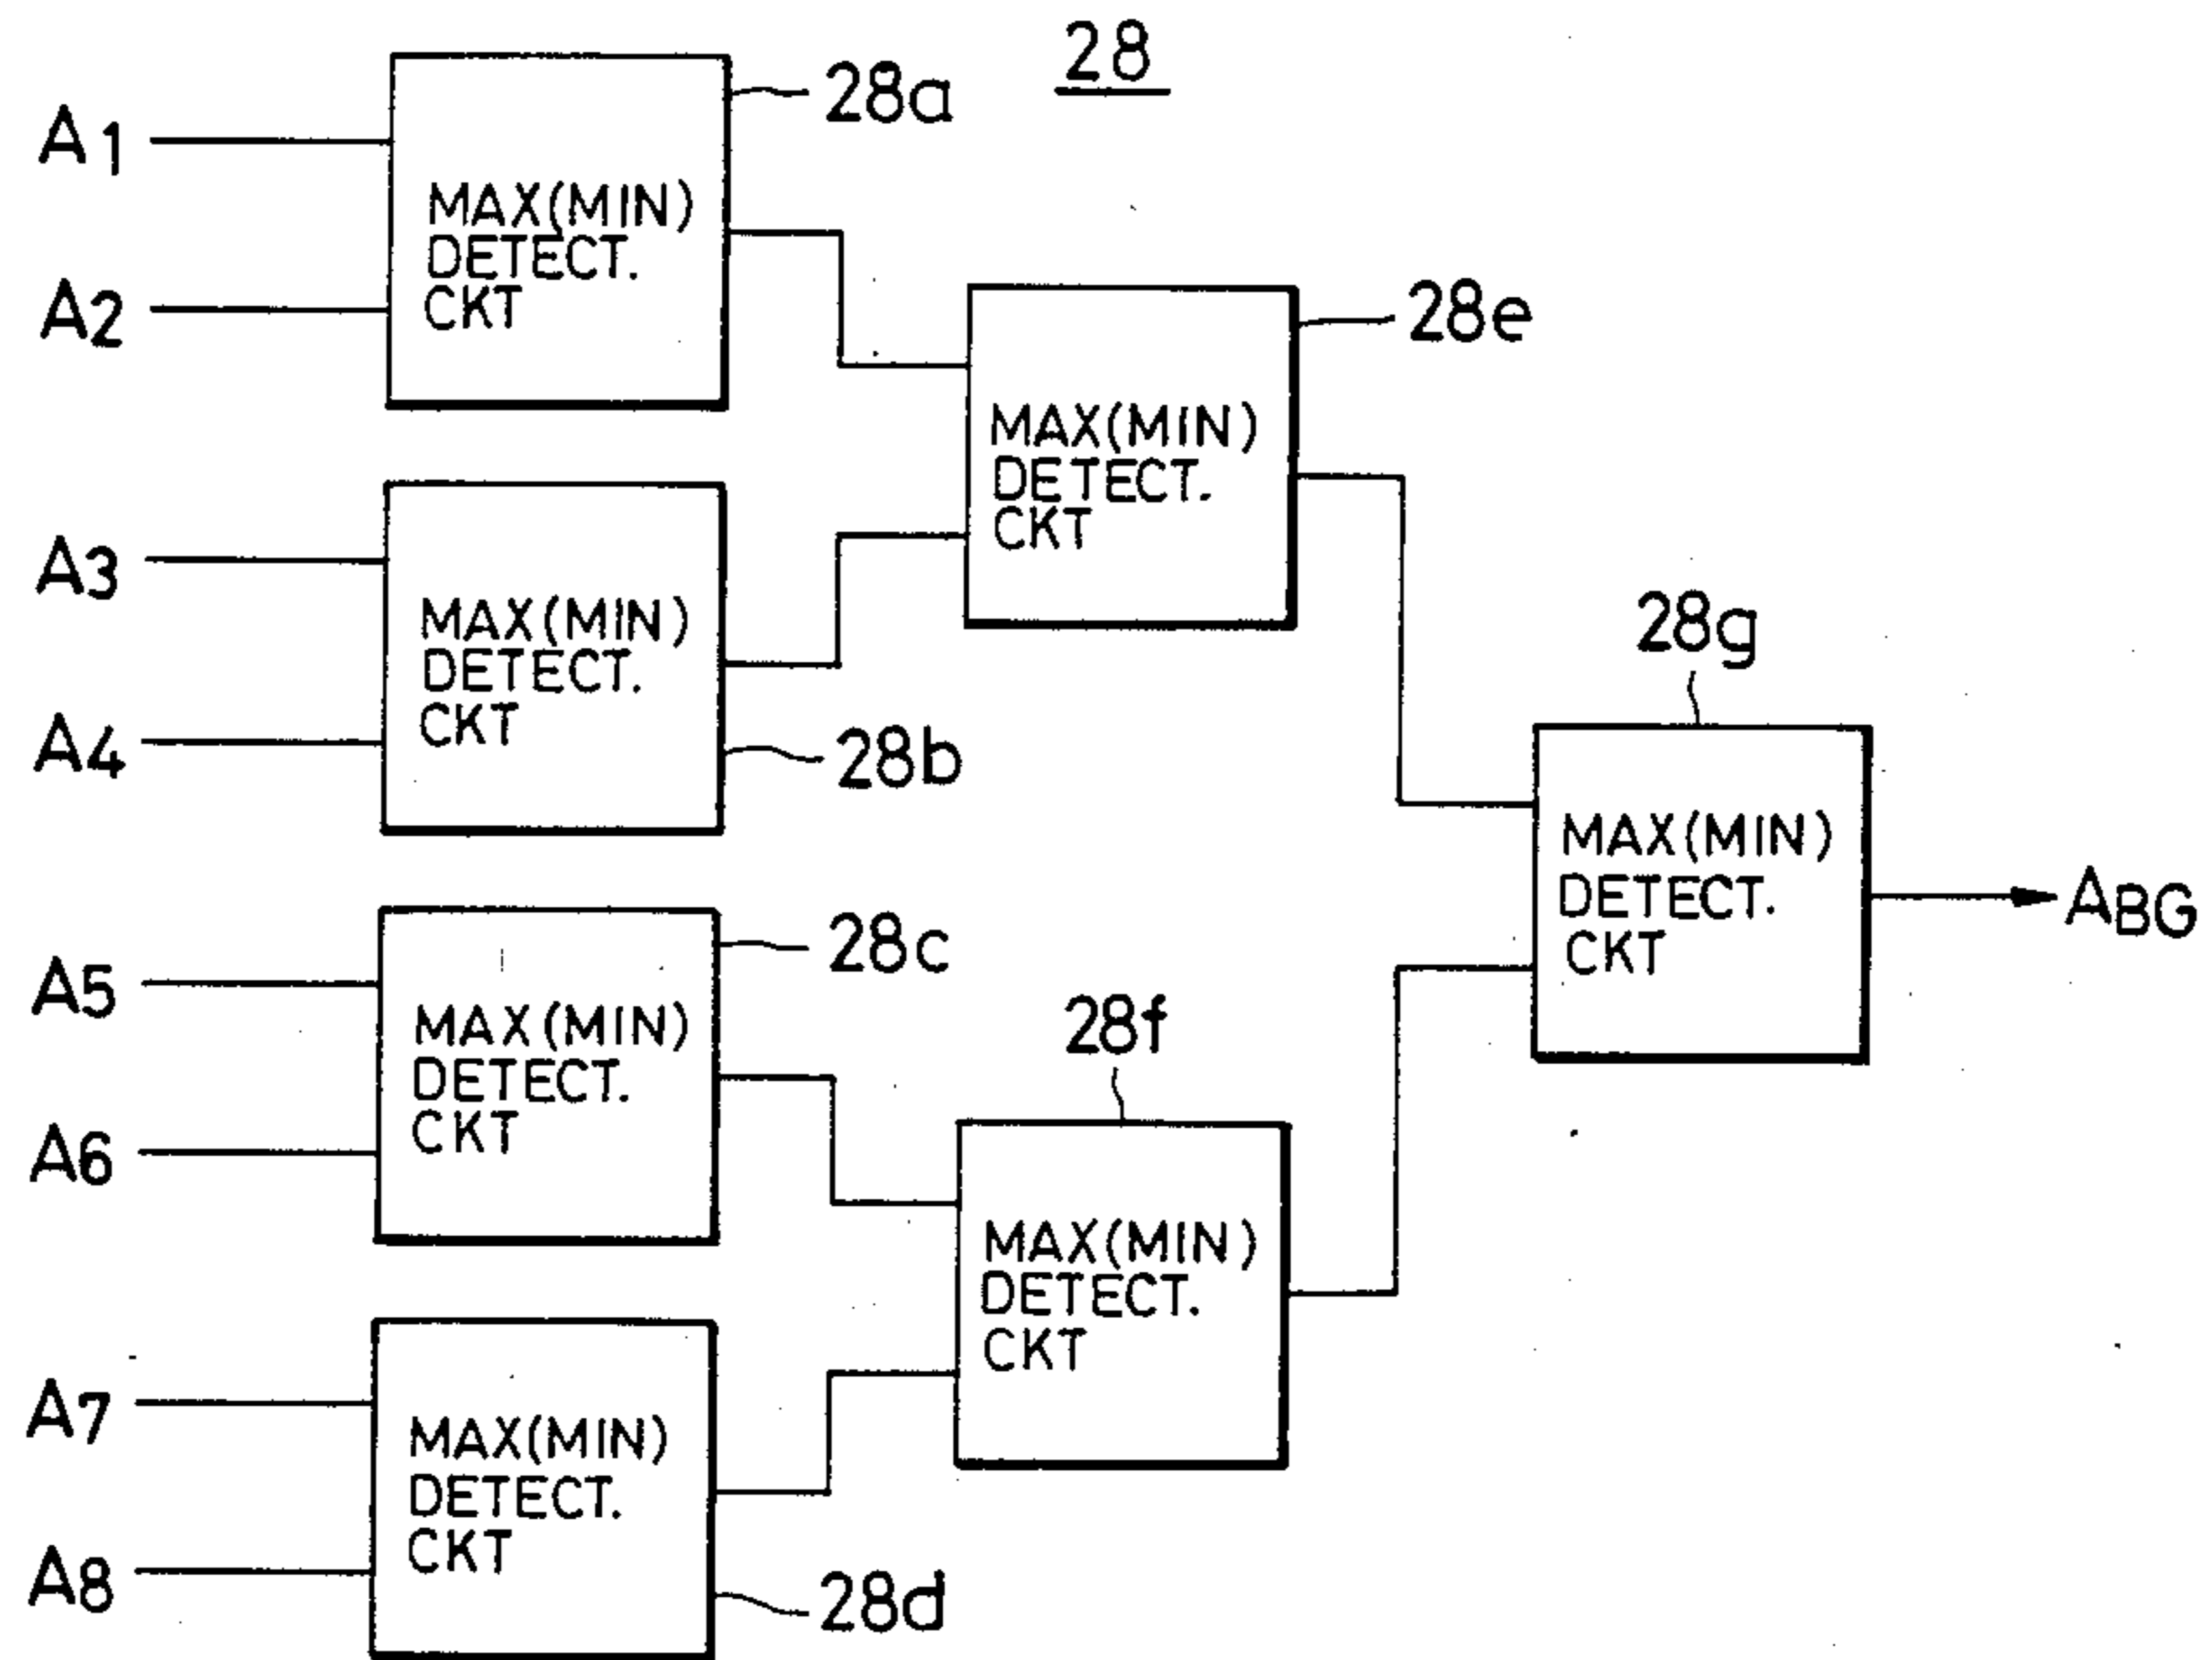 28
28a
A1
MAX(MIN)
DETECT.
CKT
A2
28e
MAX(MIN)
DETECT.
CKT
A3
MAX(MIN)
DETECT.
CKT
A4
28b
28g
MAX(MIN)
DETECT.
CKT
ABG
28c
A5
MAX(MIN)
DETECT.
CKT
A6
28f
MAX(MIN)
DETECT.
CKT
A7
MAX(MIN)
DETECT.
CKT
A8
28d